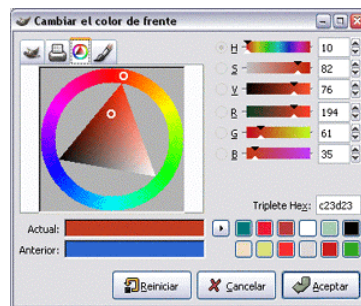 Cambiar el color de frente
H 10
S 82
V 76
R 194
G 61
B 35
Triplete Hex: c23d23
Actual:
Anterior:
Reiniciar
Cancelar
Aceptar